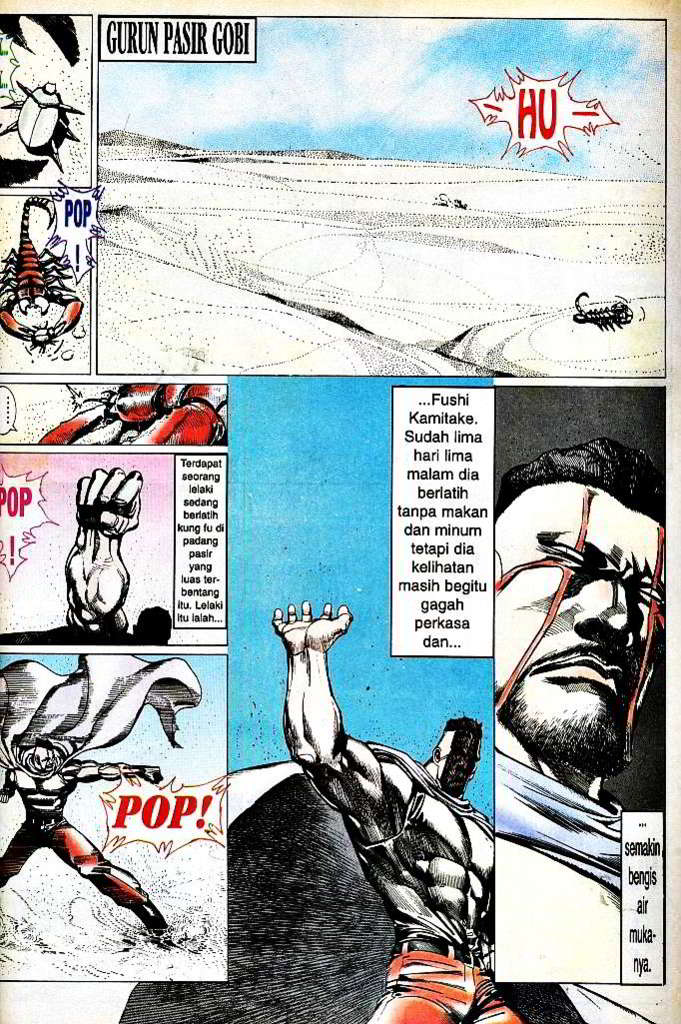 GURUN PASIR GOBI
HU
POP
!
POP
!
Terdapat
seorang
lelaki
sedang
berlatih
kung fu di
padang
pasir
yang
luas ter-
bentang
itu. Lelaki
itu ialah...
...Fushi
Kamitake.
Sudah lima
hari lima
malam dia
berlatih
tanpa makan
dan minum
tetapi dia
kelihatan
masih begitu
gagah
perkasa
dan...
POP!
...
semakin
bengis
air
muka-
nya.